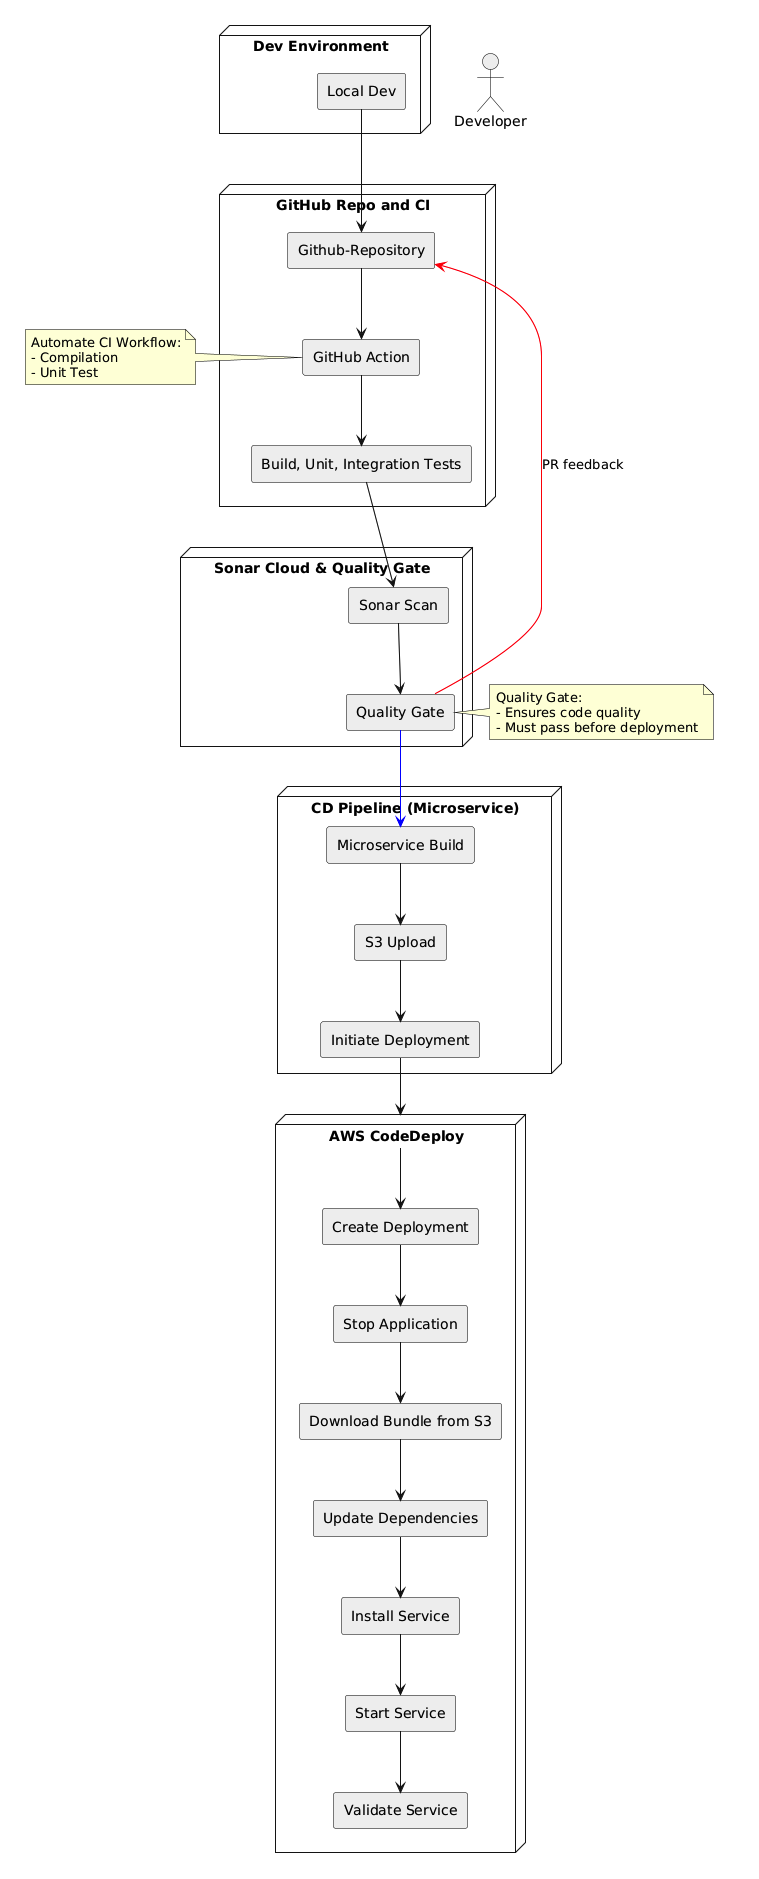 Dev Environment
Local Dev
Developer
GitHub Repo and CI
Github-Repository
Automate CI Workflow:
- Compilation
- Unit Test
GitHub Action
Build, Unit, Integration Tests
PR feedback
Sonar Cloud & Quality Gate
Sonar Scan
Quality Gate
Quality Gate:
- Ensures code quality
- Must pass before deployment
CD Pipeline (Microservice)
Microservice Build
S3 Upload
Initiate Deployment
AWS CodeDeploy
Create Deployment
Stop Application
Download Bundle from S3
Update Dependencies
Install Service
Start Service
Validate Service